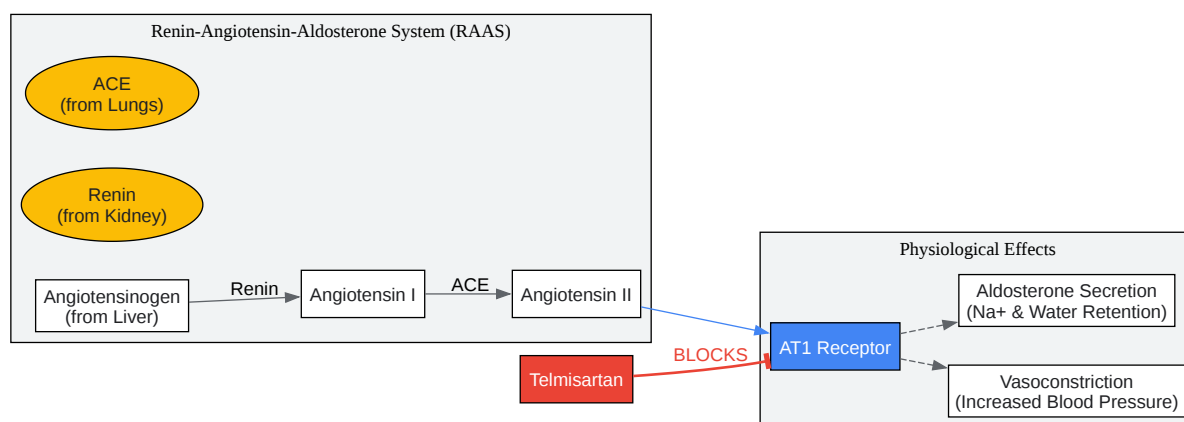 Renin-Angiotensin-Aldosterone System (RAAS)
ACE
(from Lungs)
Renin
(from Kidney)
Angiotensinogen
(from Liver)
Renin
Angiotensin I
ACE
Angiotensin II
Telmisartan
BLOCKS
Physiological Effects
AT1 Receptor
Aldosterone Secretion
(Na+ & Water Retention)
Vasoconstriction
(Increased Blood Pressure)